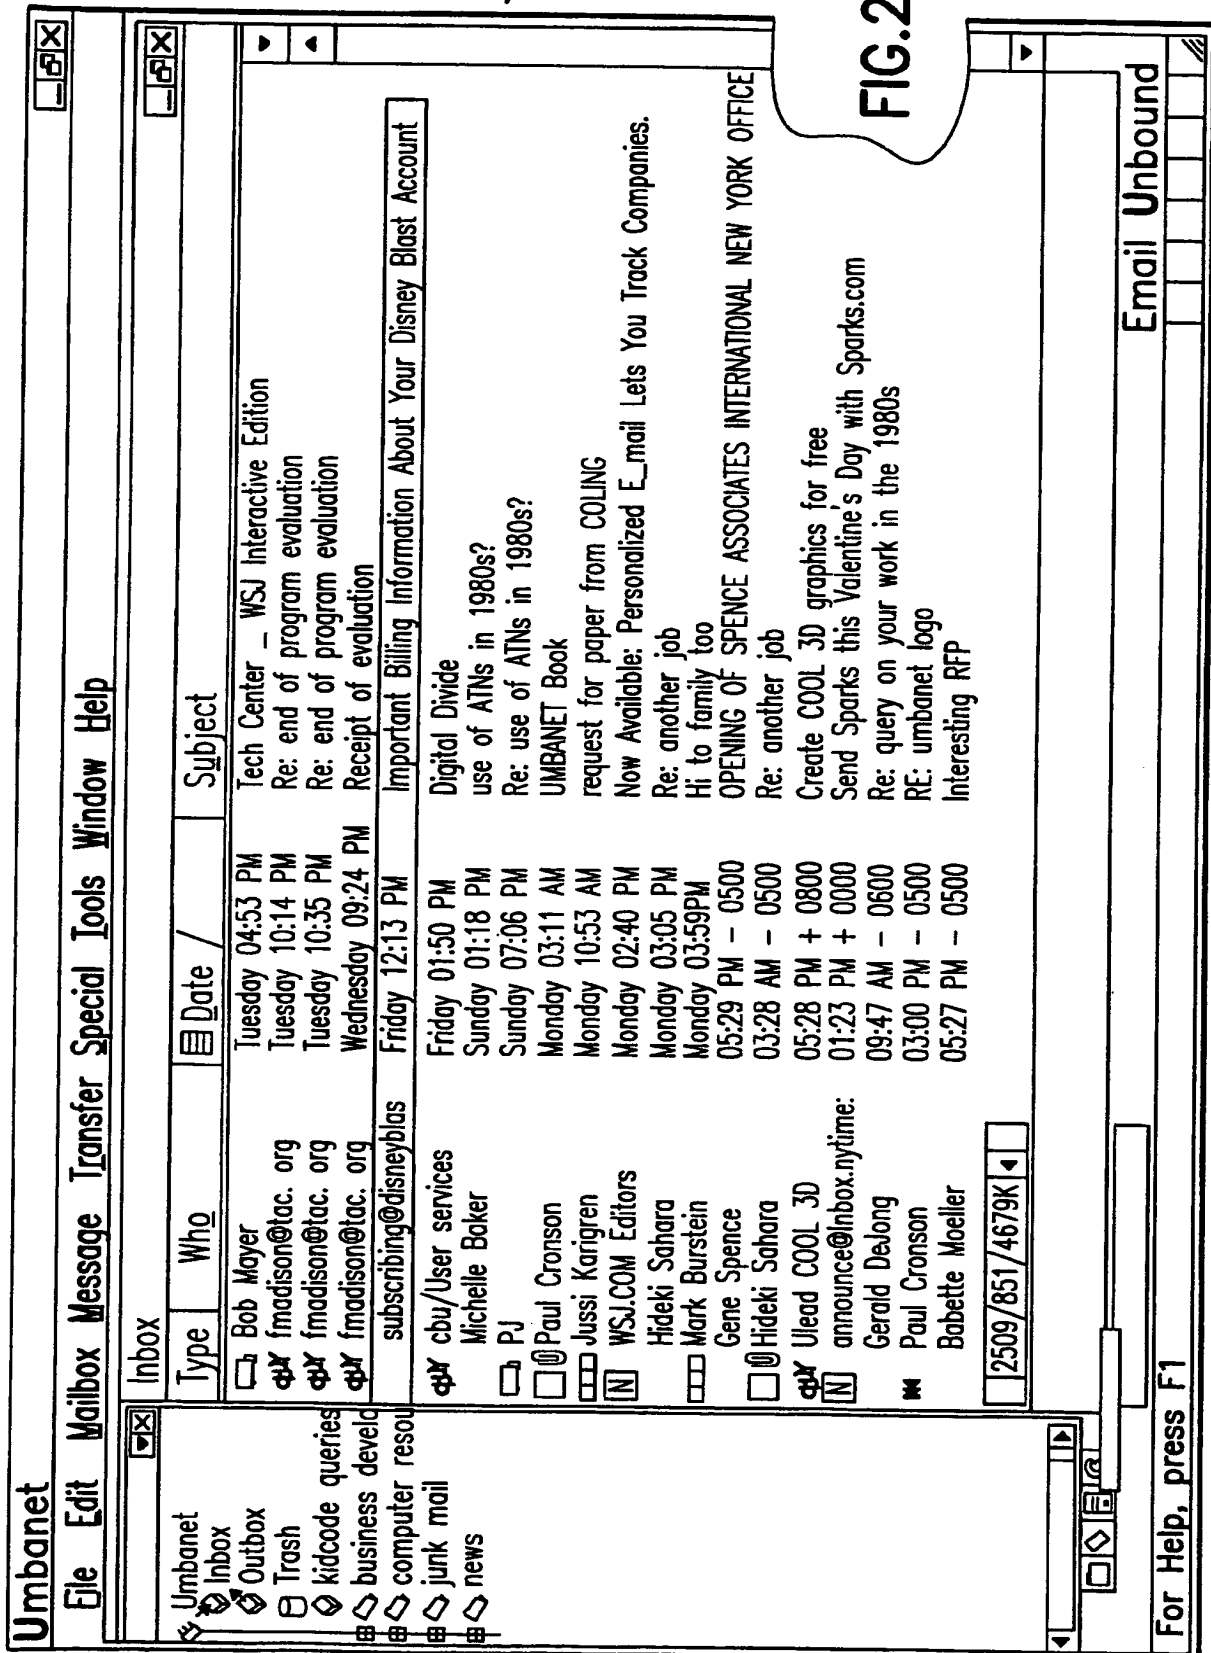 Umbanet
File Edit Mailbox Message Transfer Special Tools Window Help
Umbanet
Inbox
Outbox
Trash
kidcode queries
business develo
computer resou
junk mail
news
Inbox
Type Who Date / Subject
Bob Mayer Tuesday 04:53 PM Tech Center _ WSJ Interactive Edition
fmadison@tac. org Tuesday 10:14 PM Re: end of program evaluation
fmadison@tac. org Tuesday 10:35 PM Re: end of program evaluation
fmadison@tac. org Wednesday 09:24 PM Receipt of evaluation
subscribing@disneyblas Friday 12:13 PM Important Billing Information About Your Disney Blast Account
cbu/User services Friday 01:50 PM Digital Divide
Michelle Baker Sunday 01:18 PM use of ATNs in 1980s?
PJ Sunday 07:06 PM Re: use of ATNs in 1980s?
Paul Cronson Monday 03:11 AM UMBANET Book
Jussi Karigren Monday 10:53 AM request for paper from COLING
N WSJ.COM Editors Monday 02:40 PM Now Available: Personalized E_mail Lets You Track Companies.
Hideki Sahara Monday 03:05 PM Re: another job
Mark Burstein Monday 03:59PM Hi to family too
Gene Spence 05:29 PM – 0500 OPENING OF SPENCE ASSOCIATES INTERNATIONAL NEW YORK OFFICE
Hideki Sahara 03:28 AM – 0500 Re: another job
Ulead COOL 3D 05:28 PM + 0800 Create COOL 3D graphics for free
N announce@Inbox.nytime: 01:23 PM + 0000 Send Sparks this Valentine's Day with Sparks.com
Gerald DeJong 09:47 AM – 0600 Re: query on your work in the 1980s
Paul Cronson 03:00 PM – 0500 RE: umbanet logo
Babette Moeller 05:27 PM – 0500 Interesting RFP
2509/851/4679K
Email Unbound
For Help, press F1
FIG.2